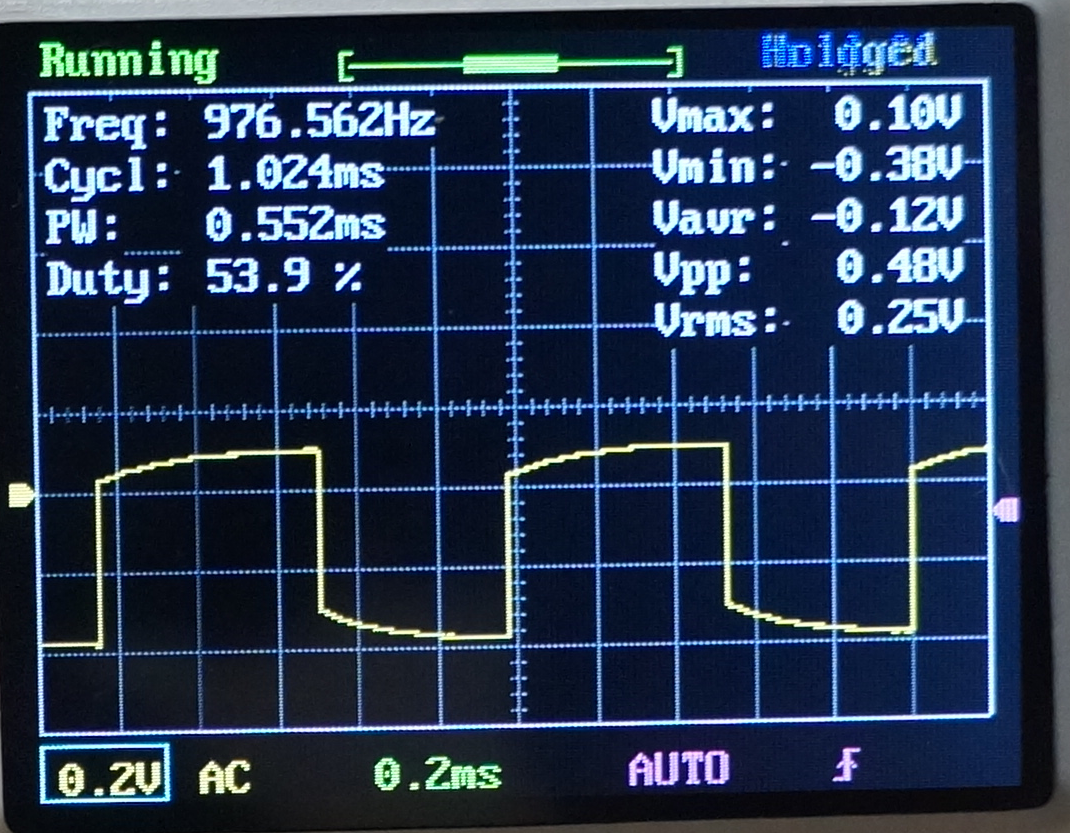 Running
Freq: 976.562Hz
Cycl: 1.024ms
PW: 0.552ms
Duty: 53.9 %
Vmax: 0.10V
Vmin: -0.38V
Vavr: -0.12V
Vpp: 0.48V
Vrms: 0.25V
0.2V AC 0.2ms AUTO